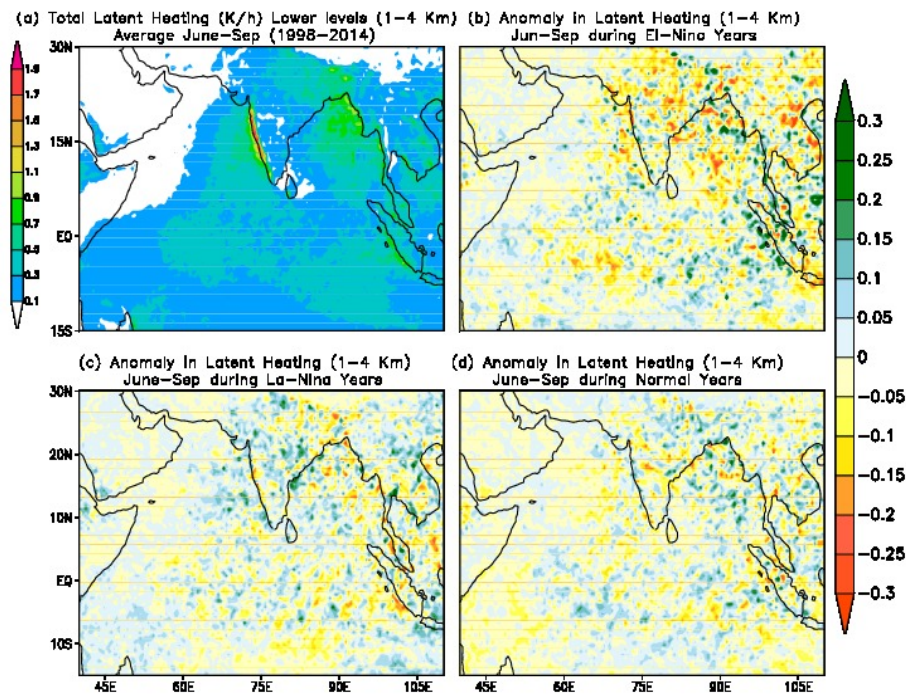 (a) Total Latent Heating (K/h) Lower levels (1-4 Km)
Average June-Sep (1998-2014)
(b) Anomaly in Latent Heating (1-4 Km)
Jun-Sep during El-Nino Years
1.9
1.7
1.6
1.3
1.1
0.9
0.7
0.5
0.3
0.1
30N
15N
EQ
15S
(c) Anomaly in Latent Heating (1-4 Km)
June-Sep during La-Nina Years
(d) Anomaly in Latent Heating (1-4 Km)
June-Sep during Normal Years
30N
20N
10N
EQ
10S
45E 60E 75E 90E 105E
45E 60E 75E 90E 105E
0.3
0.25
0.2
0.15
0.1
0.05
0
-0.05
-0.1
-0.15
-0.2
-0.25
-0.3